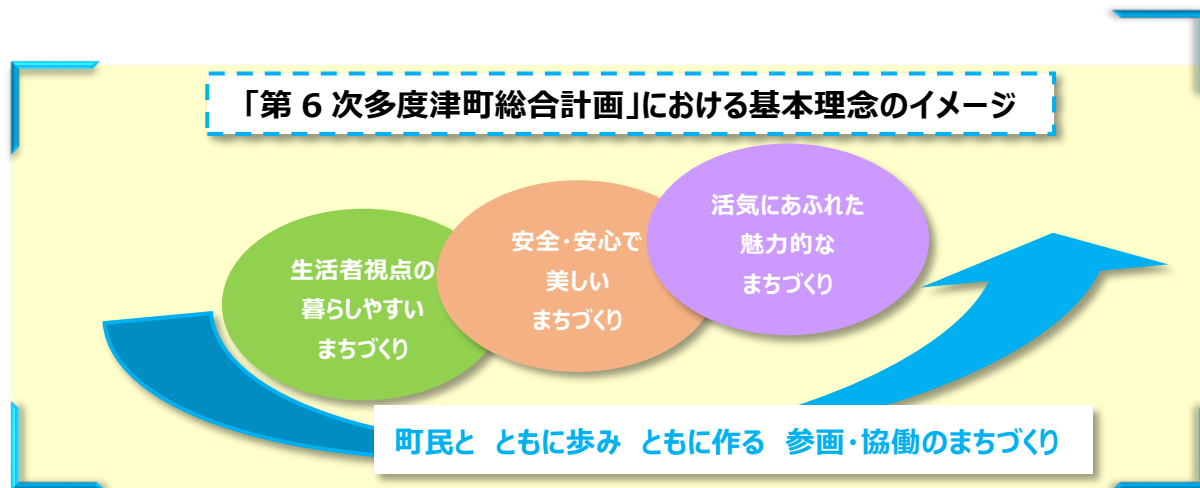 「第６次多度津町総合計画」における基本理念のイメージ
生活者視点の
暮らしやすい
まちづくり
安全・安心で
美しい
まちづくり
活気にあふれた
魅力的な
まちづくり
町民と ともに歩み ともに作る 参画・協働のまちづくり